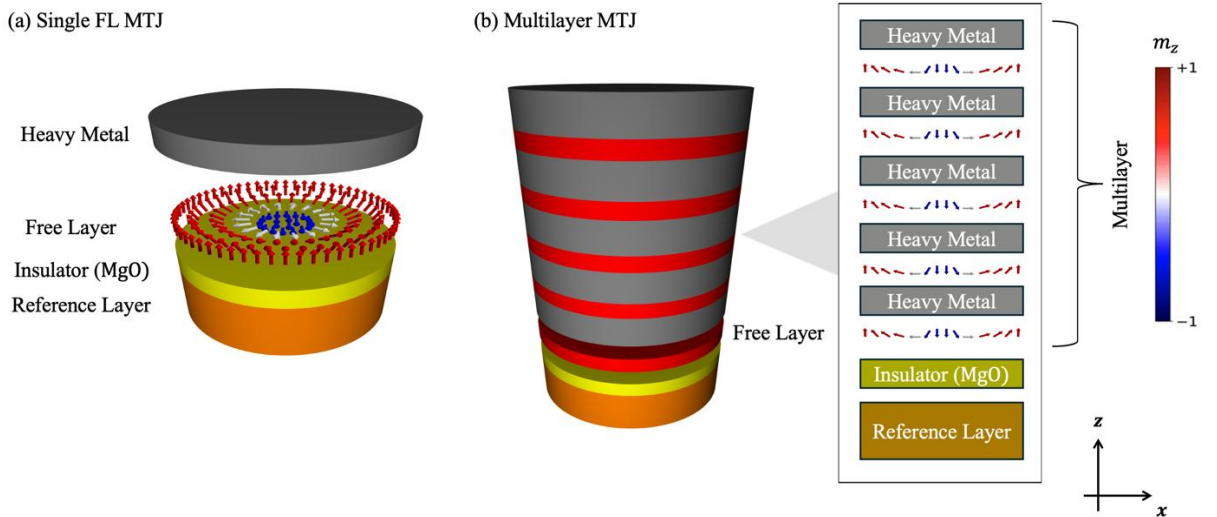 (a) Single FL MTJ
Heavy Metal
Free Layer
Insulator (MgO)
Reference Layer
(b) Multilayer MTJ
Free Layer
Heavy Metal
Heavy Metal
Heavy Metal
Heavy Metal
Heavy Metal
Insulator (MgO)
Reference Layer
Multilayer
m_z
+1
−1
z
x